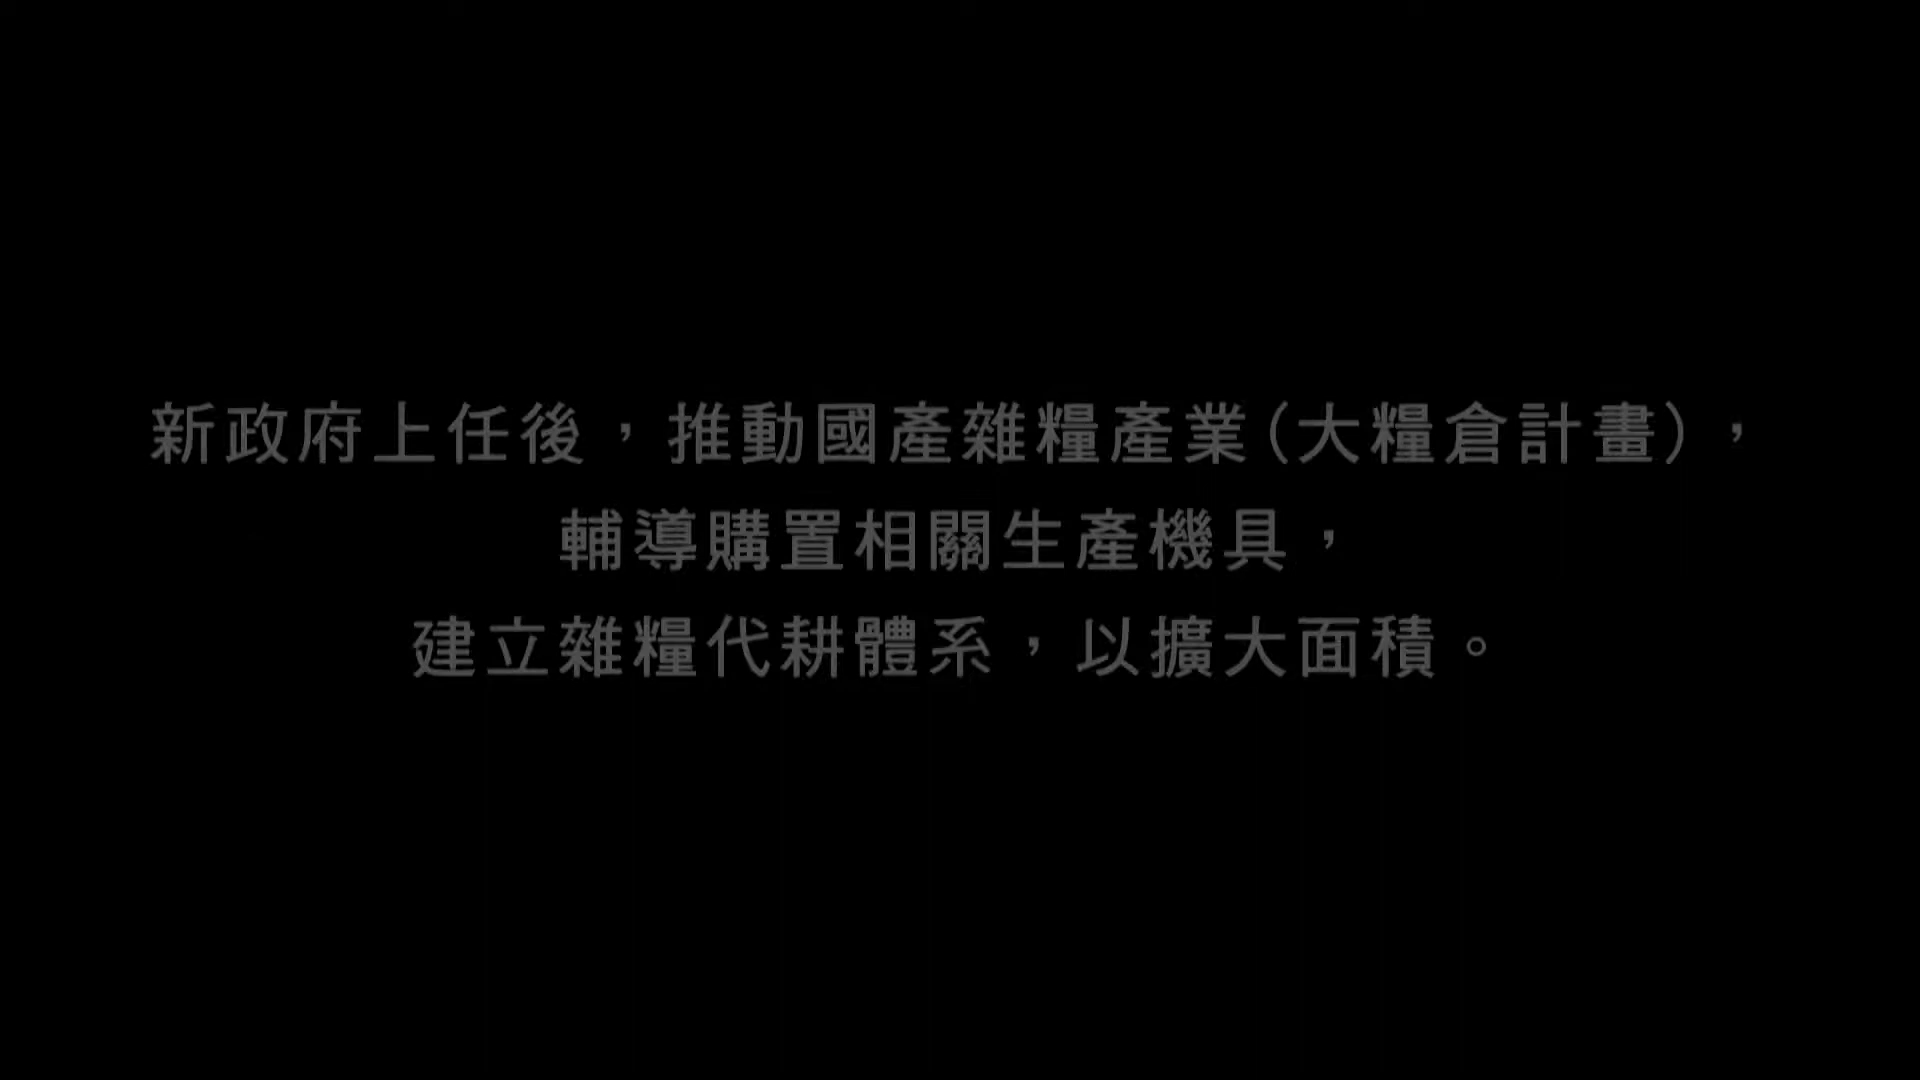 新政府上任後，推動國產雜糧產業(大糧倉計畫)，
輔導購置相關生產機具，
建立雜糧代耕體系，以擴大面積。